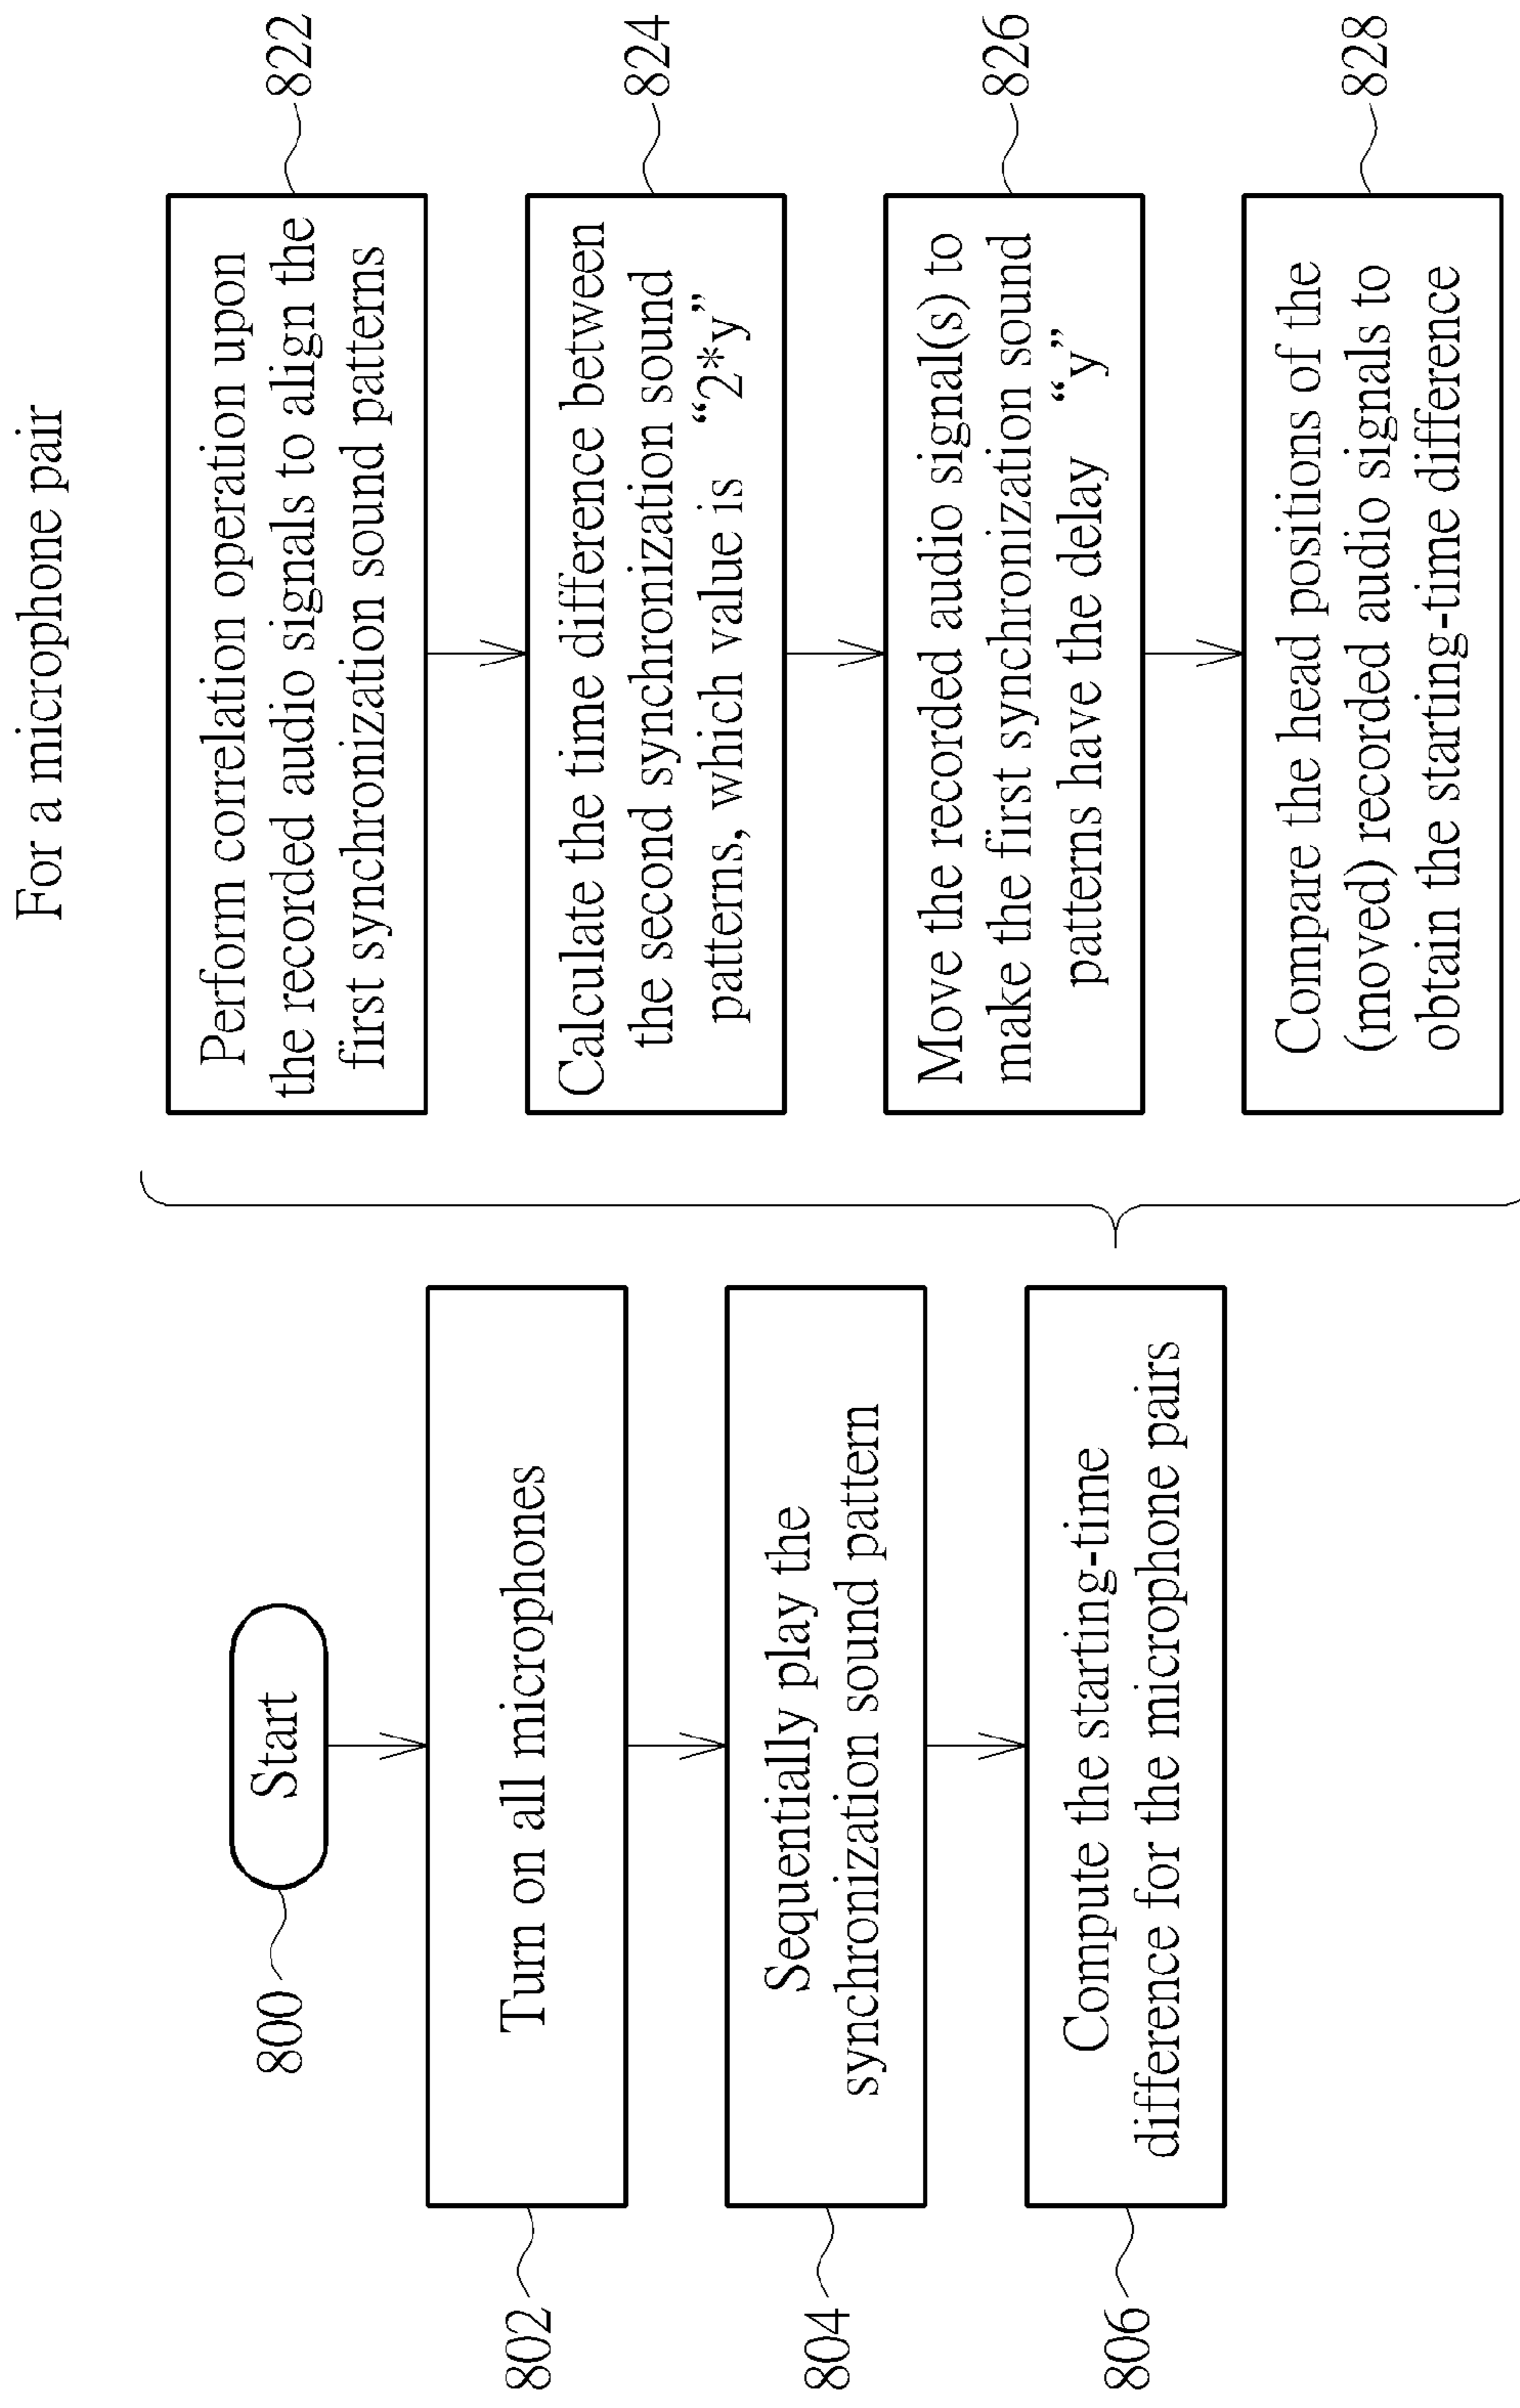 For a microphone pair
800
Start
802
Turn on all microphones
804
Sequentially play the
synchronization sound pattern
806
Compute the starting-time
difference for the microphone pairs
Perform correlation operation upon
the recorded audio signals to align the
first synchronization sound patterns
822
Calculate the time difference between
the second synchronization sound
patterns, which value is “2*y”
824
Move the recorded audio signal(s) to
make the first synchronization sound
patterns have the delay “y”
826
Compare the head positions of the
(moved) recorded audio signals to
obtain the starting-time difference
828